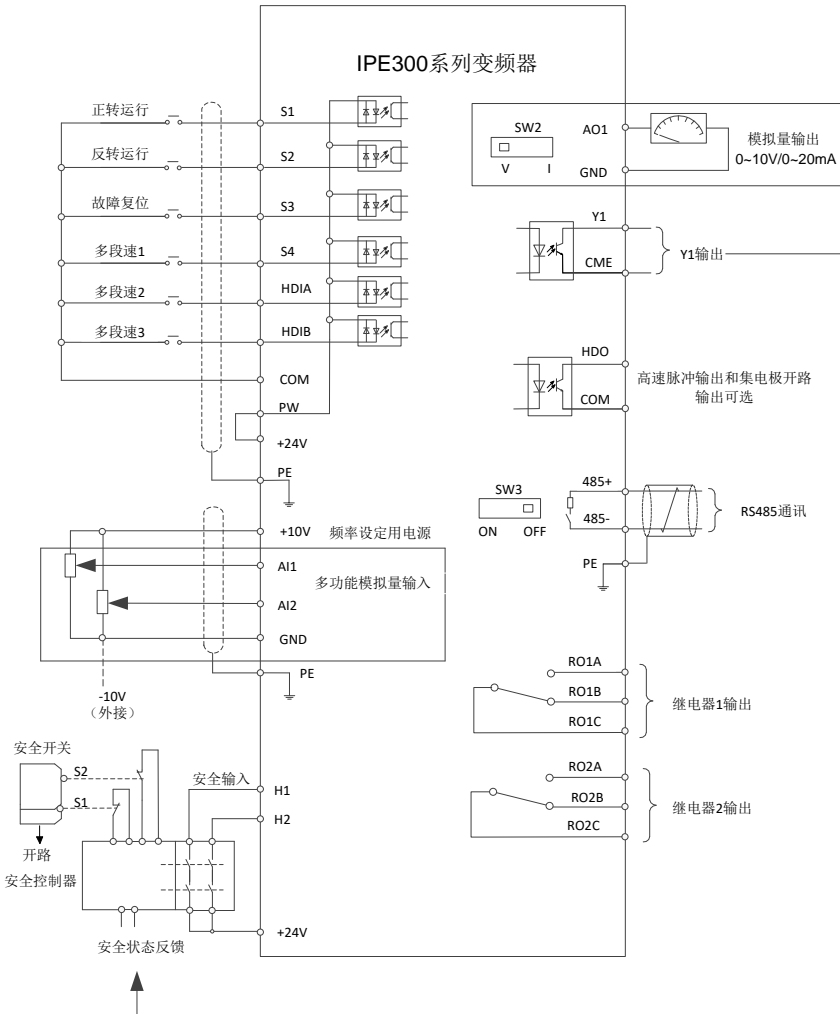 IPE300系列变频器
正转运行
S1
反转运行
S2
故障复位
S3
多段速1
S4
多段速2
HDIA
多段速3
HDIB
COM
PW
+24V
PE
+10V
频率设定用电源
AI1
多功能模拟量输入
AI2
GND
PE
-10V
（外接）
安全开关
S2
S1
开路
安全控制器
安全输入
H1
H2
+24V
安全状态反馈
SW2
V I
AO1
GND
模拟量输出
0~10V/0~20mA
Y1
CME
Y1输出
HDO
COM
高速脉冲输出和集电极开路
输出可选
SW3
ON OFF
485+
485-
PE
RS485通讯
RO1A
RO1B
RO1C
继电器1输出
RO2A
RO2B
RO2C
继电器2输出